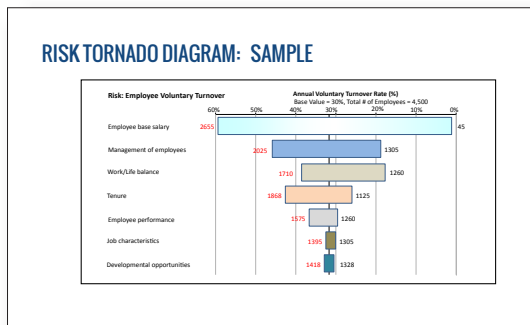 RISK TORNADO DIAGRAM: SAMPLE
Risk: Employee Voluntary Turnover
Annual Voluntary Turnover Rate (%)
Base Value = 30%, Total # of Employees = 4,500
60% 50% 40% 30% 20% 10% 0%
Employee base salary 2655 45
Management of employees 2025 1305
Work/Life balance 1710 1260
Tenure 1868 1125
Employee performance 1575 1260
Job characteristics 1395 1305
Developmental opportunities 1418 1328